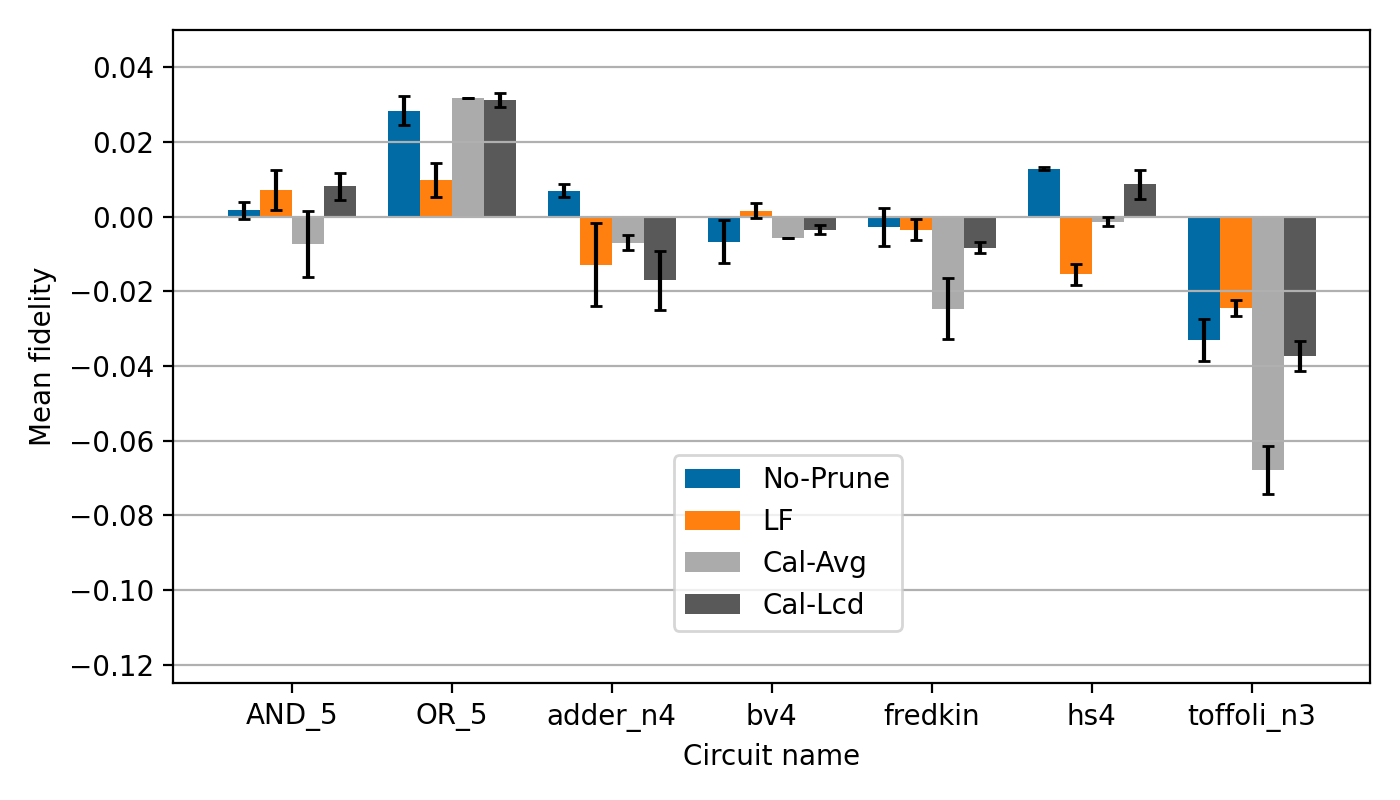 0.04
0.02
0.00
−0.02
−0.04
−0.06
−0.08
−0.10
−0.12
Mean fidelity
No-Prune
LF
Cal-Avg
Cal-Lcd
AND_5 OR_5 adder_n4 bv4 fredkin hs4 toffoli_n3
Circuit name